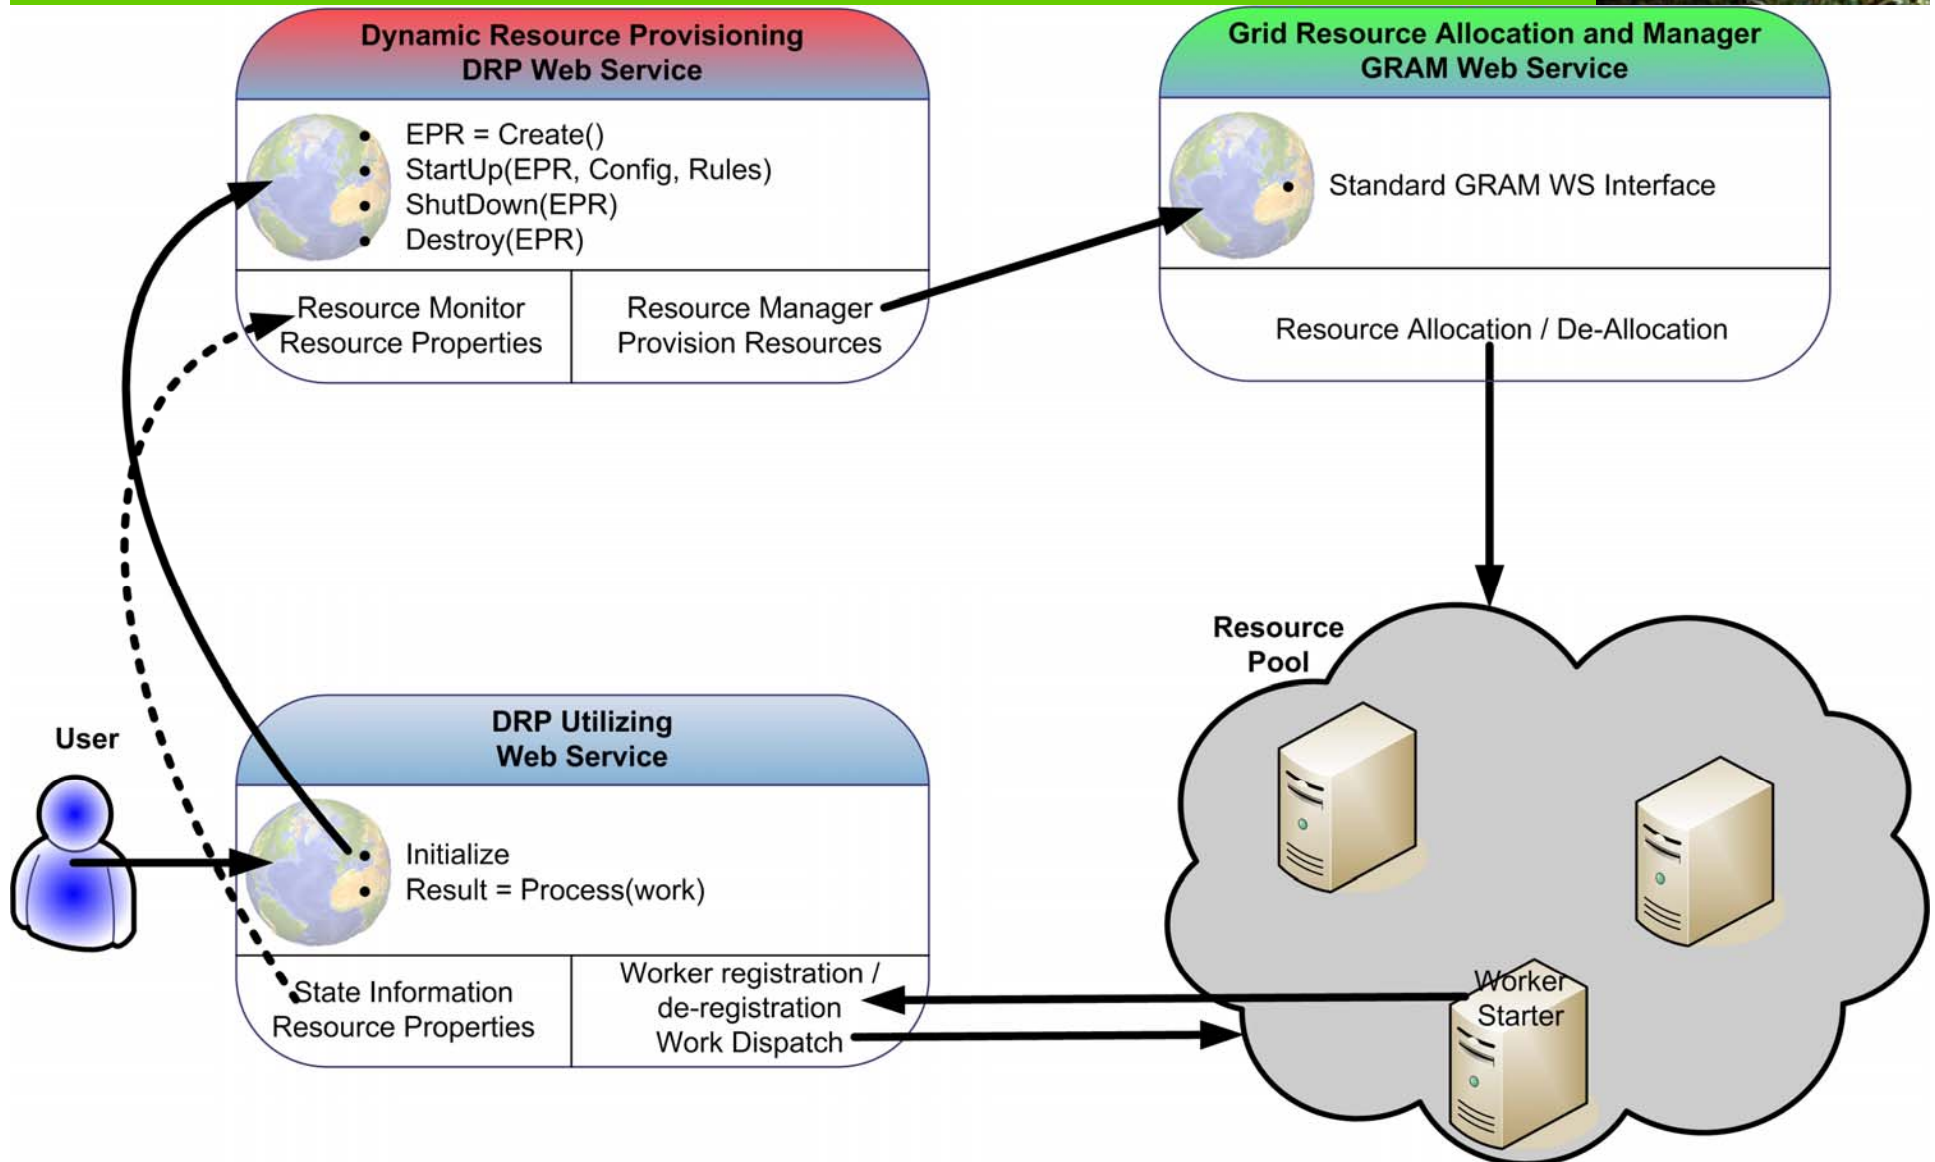 Dynamic Resource Provisioning
DRP Web Service
EPR = Create()
StartUp(EPR, Config, Rules)
ShutDown(EPR)
Destroy(EPR)
Resource Monitor
Resource Properties
Resource Manager
Provision Resources
Grid Resource Allocation and Manager
GRAM Web Service
Standard GRAM WS Interface
Resource Allocation / De-Allocation
Resource
Pool
User
DRP Utilizing
Web Service
Initialize
Result = Process(work)
State Information
Resource Properties
Worker registration /
de-registration
Work Dispatch
Worker
Starter